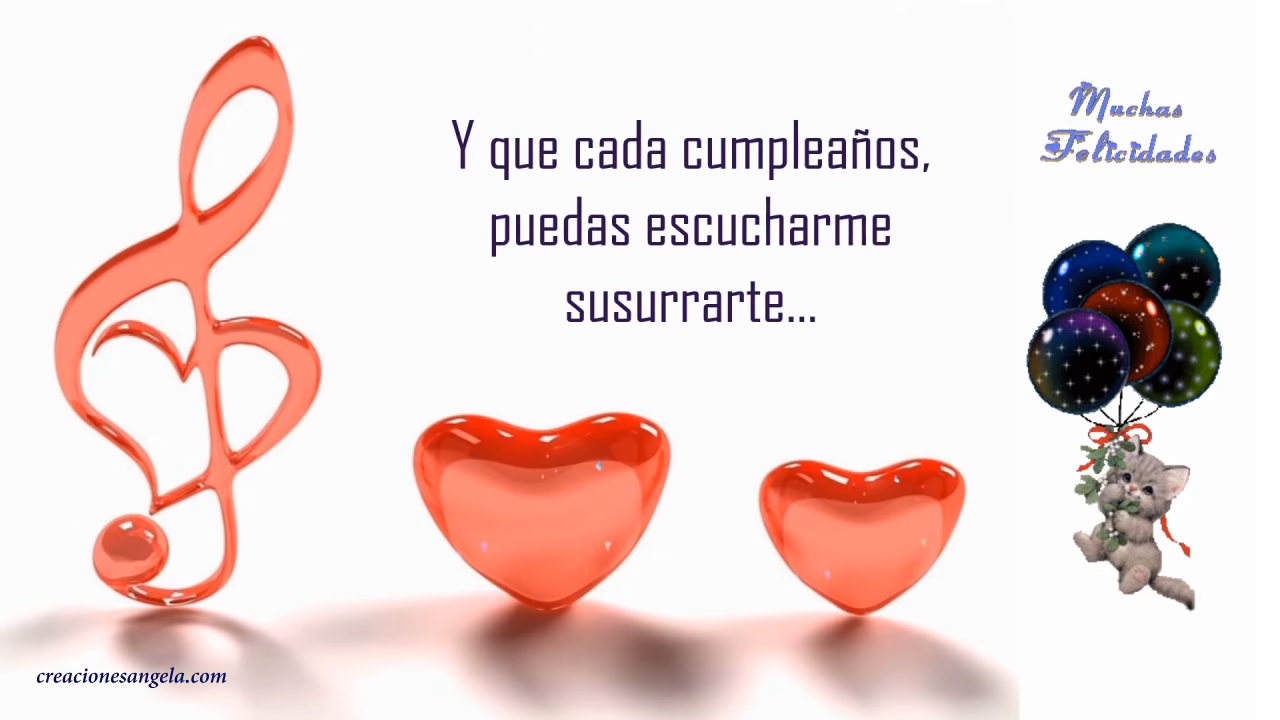 Y que cada cumpleaños,
puedas escucharme
susurrarte...
Muchas
Felicidades
creacionesangela.com